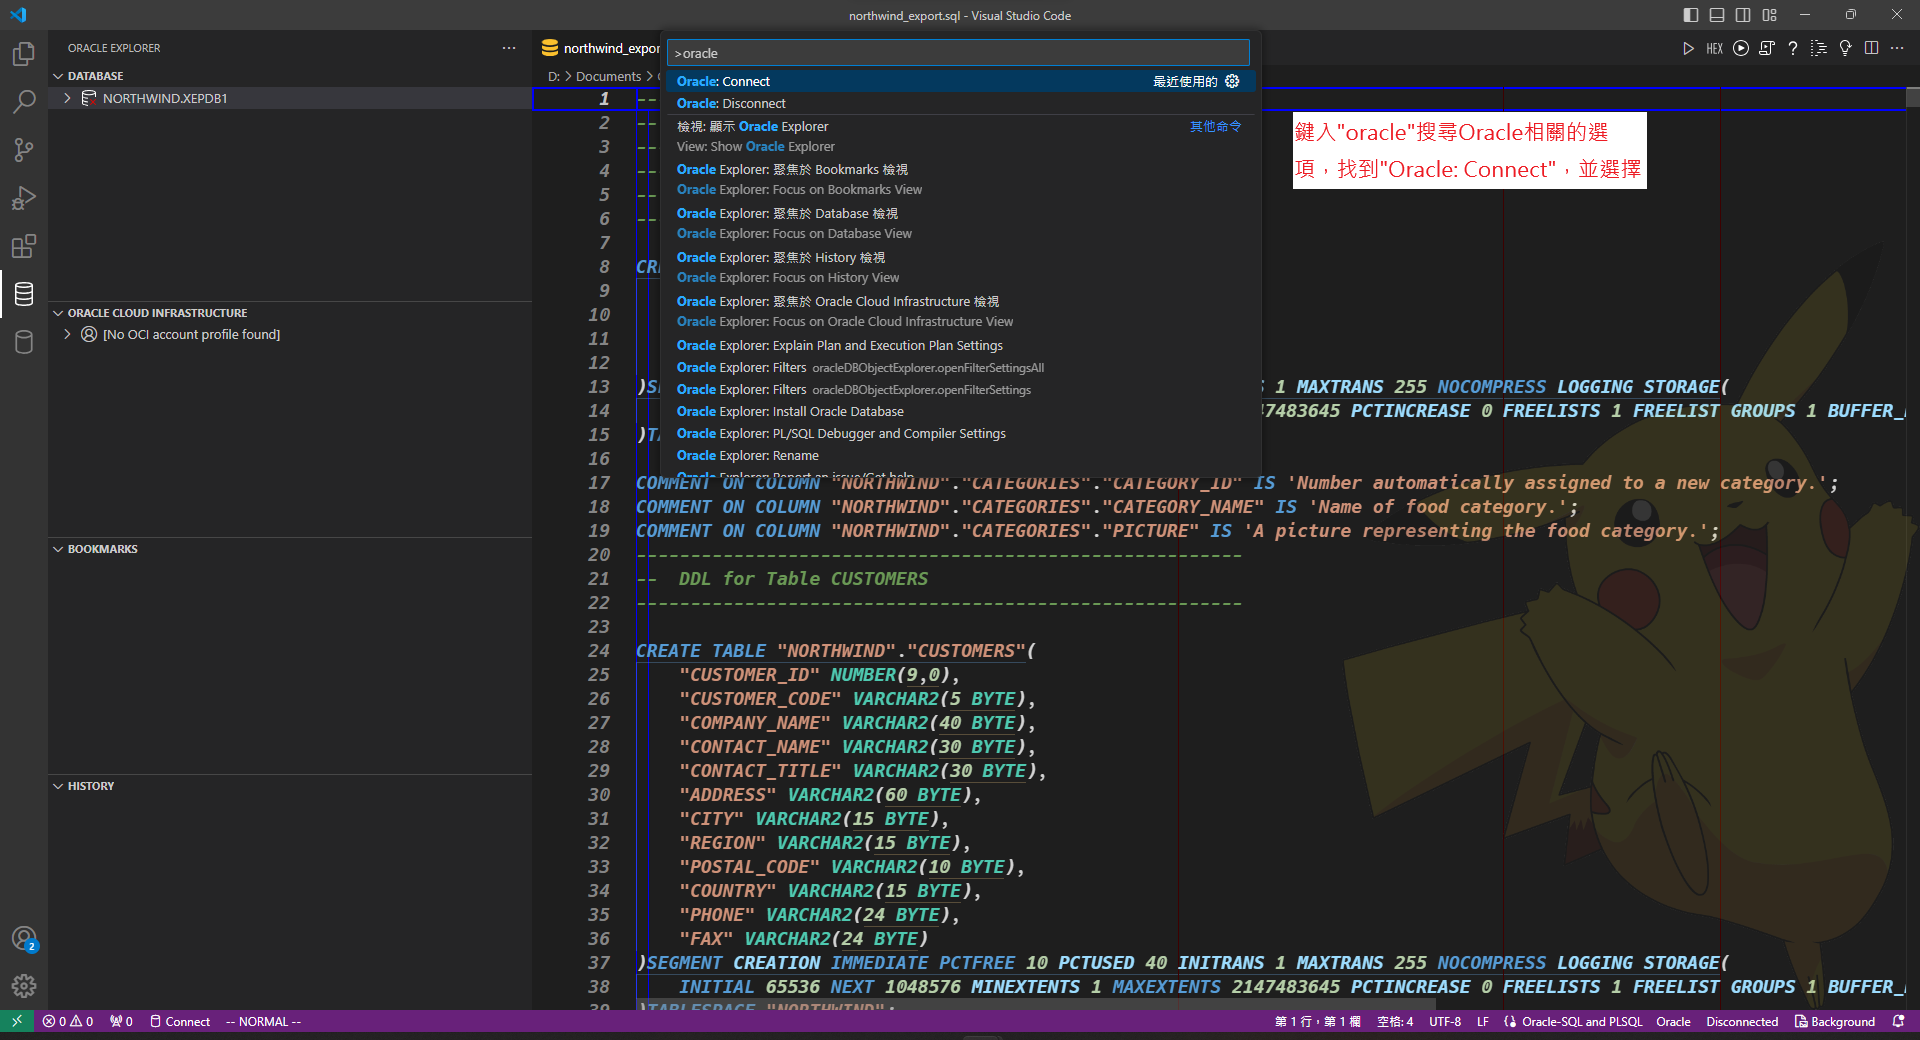 northwind_export.sql - Visual Studio Code
ORACLE EXPLORER
DATABASE
NORTHWIND.XEPDB1
ORACLE CLOUD INFRASTRUCTURE
[No OCI account profile found]
BOOKMARKS
HISTORY
2
northwind_expor
HEX
D: > Documents >
>oracle
Oracle: Connect 最近使用的
Oracle: Disconnect
檢視: 顯示 Oracle Explorer 其他命令
View: Show Oracle Explorer
Oracle Explorer: 聚焦於 Bookmarks 檢視
Oracle Explorer: Focus on Bookmarks View
Oracle Explorer: 聚焦於 Database 檢視
Oracle Explorer: Focus on Database View
Oracle Explorer: 聚焦於 History 檢視
Oracle Explorer: Focus on History View
Oracle Explorer: 聚焦於 Oracle Cloud Infrastructure 檢視
Oracle Explorer: Focus on Oracle Cloud Infrastructure View
Oracle Explorer: Explain Plan and Execution Plan Settings
Oracle Explorer: Filters oracleDBObjectExplorer.openFilterSettingsAll
Oracle Explorer: Filters oracleDBObjectExplorer.openFilterSettings
Oracle Explorer: Install Oracle Database
Oracle Explorer: PL/SQL Debugger and Compiler Settings
Oracle Explorer: Rename
Oracle Explorer: Report an issue/Get help
鍵入"oracle"搜尋Oracle相關的選
項，找到"Oracle: Connect"，並選擇
1 --
2 --
3 --
4 --
5 --
6 --
7
8 CRE
9
10
11
12
13 )SE 1 MAXTRANS 255 NOCOMPRESS LOGGING STORAGE(
14 47483645 PCTINCREASE 0 FREELISTS 1 FREELIST GROUPS 1 BUFFER_
15 )TA
16
17 COMMENT ON COLUMN "NORTHWIND"."CATEGORIES"."CATEGORY_ID" IS 'Number automatically assigned to a new category.';
18 COMMENT ON COLUMN "NORTHWIND"."CATEGORIES"."CATEGORY_NAME" IS 'Name of food category.';
19 COMMENT ON COLUMN "NORTHWIND"."CATEGORIES"."PICTURE" IS 'A picture representing the food category.';
20 --------------------------------------------------------
21 --  DDL for Table CUSTOMERS
22 --------------------------------------------------------
23
24 CREATE TABLE "NORTHWIND"."CUSTOMERS"(
25 "CUSTOMER_ID" NUMBER(9,0),
26 "CUSTOMER_CODE" VARCHAR2(5 BYTE),
27 "COMPANY_NAME" VARCHAR2(40 BYTE),
28 "CONTACT_NAME" VARCHAR2(30 BYTE),
29 "CONTACT_TITLE" VARCHAR2(30 BYTE),
30 "ADDRESS" VARCHAR2(60 BYTE),
31 "CITY" VARCHAR2(15 BYTE),
32 "REGION" VARCHAR2(15 BYTE),
33 "POSTAL_CODE" VARCHAR2(10 BYTE),
34 "COUNTRY" VARCHAR2(15 BYTE),
35 "PHONE" VARCHAR2(24 BYTE),
36 "FAX" VARCHAR2(24 BYTE)
37 )SEGMENT CREATION IMMEDIATE PCTFREE 10 PCTUSED 40 INITRANS 1 MAXTRANS 255 NOCOMPRESS LOGGING STORAGE(
38 INITIAL 65536 NEXT 1048576 MINEXTENTS 1 MAXEXTENTS 2147483645 PCTINCREASE 0 FREELISTS 1 FREELIST GROUPS 1 BUFFER_
39 )TABLESPACE "NORTHWIND";
0 0 0 Connect -- NORMAL -- 第 1 行，第 1 欄 空格: 4 UTF-8 LF Oracle-SQL and PLSQL Oracle Disconnected Background